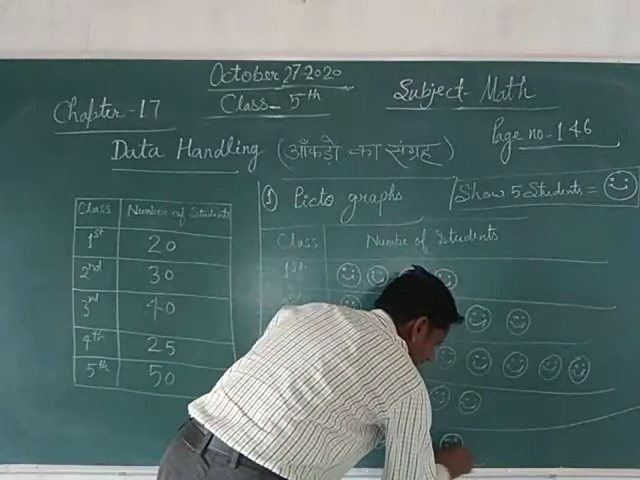 October 27-2020
Class- 5th
Subject- Math
Chapter-17
Page no-146
Data Handling (आँकड़ो का संग्रह)
① Picto graphs
Show 5 Students =
Class Number of Students
1st 20
2nd 30
3rd 40
4th 25
5th 50
Class Number of Students
1st